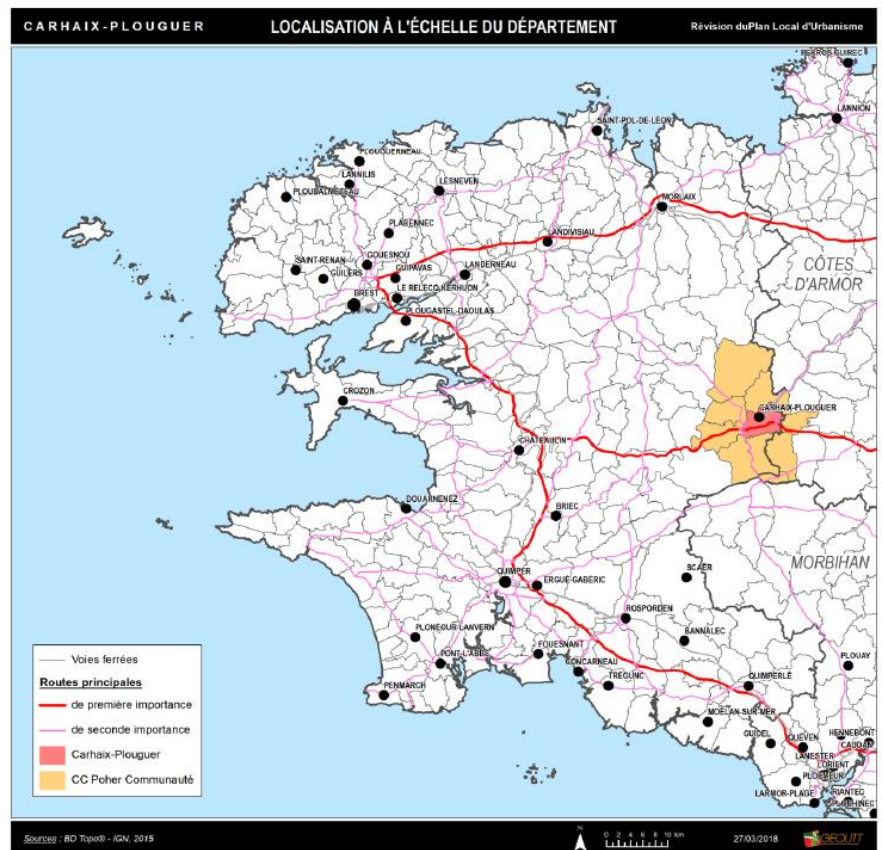 CARHAIX-PLOUGUER
LOCALISATION À L'ÉCHELLE DU DÉPARTEMENT
Révision duPlan Local d'Urbanisme
PERROS-GUIREC
LANNION
SAINT-POL-DE-LEON
PLOUGUERNEAU
LANNILIS
LESNEVEN
PLOUDALMEZEAU
MORLAIX
PLABENNEC
LANDIVISIAU
GOUESNOU
SAINT-RENAN
GUIPAVAS
LANDERNEAU
GUILERS
LE RELECQ-KERHUON
BREST
PLOUGASTEL-DAOULAS
CÔTES
D'ARMOR
CROZON
CARHAIX-PLOUGUER
CHATEAULIN
DOUARNENEZ
BRIEC
MORBIHAN
SCAËR
QUIMPER
ERGUE-GABERIC
ROSPORDEN
BANNALEC
PLONEOUR-LANVERN
FOUESNANT
PLOUAY
PONT-L'ABBE
CONCARNEAU
TREGUNC
QUIMPERLÉ
PENMARCH
MOELAN-SUR-MER
GUIDEL
QUEVEN
HENNEBONT
CAUDAN
LANESTER
LORIENT
PLOEMEUR
LARMOR-PLAGE
RIANTEC
PLOUHINEC
Voies ferrées
Routes principales
de première importance
de seconde importance
Carhaix-Plouguer
CC Poher Communauté
Sources : BD Topo® - IGN, 2015
N
0 2 4 6 8 10 km
27/03/2018
GEOLITT